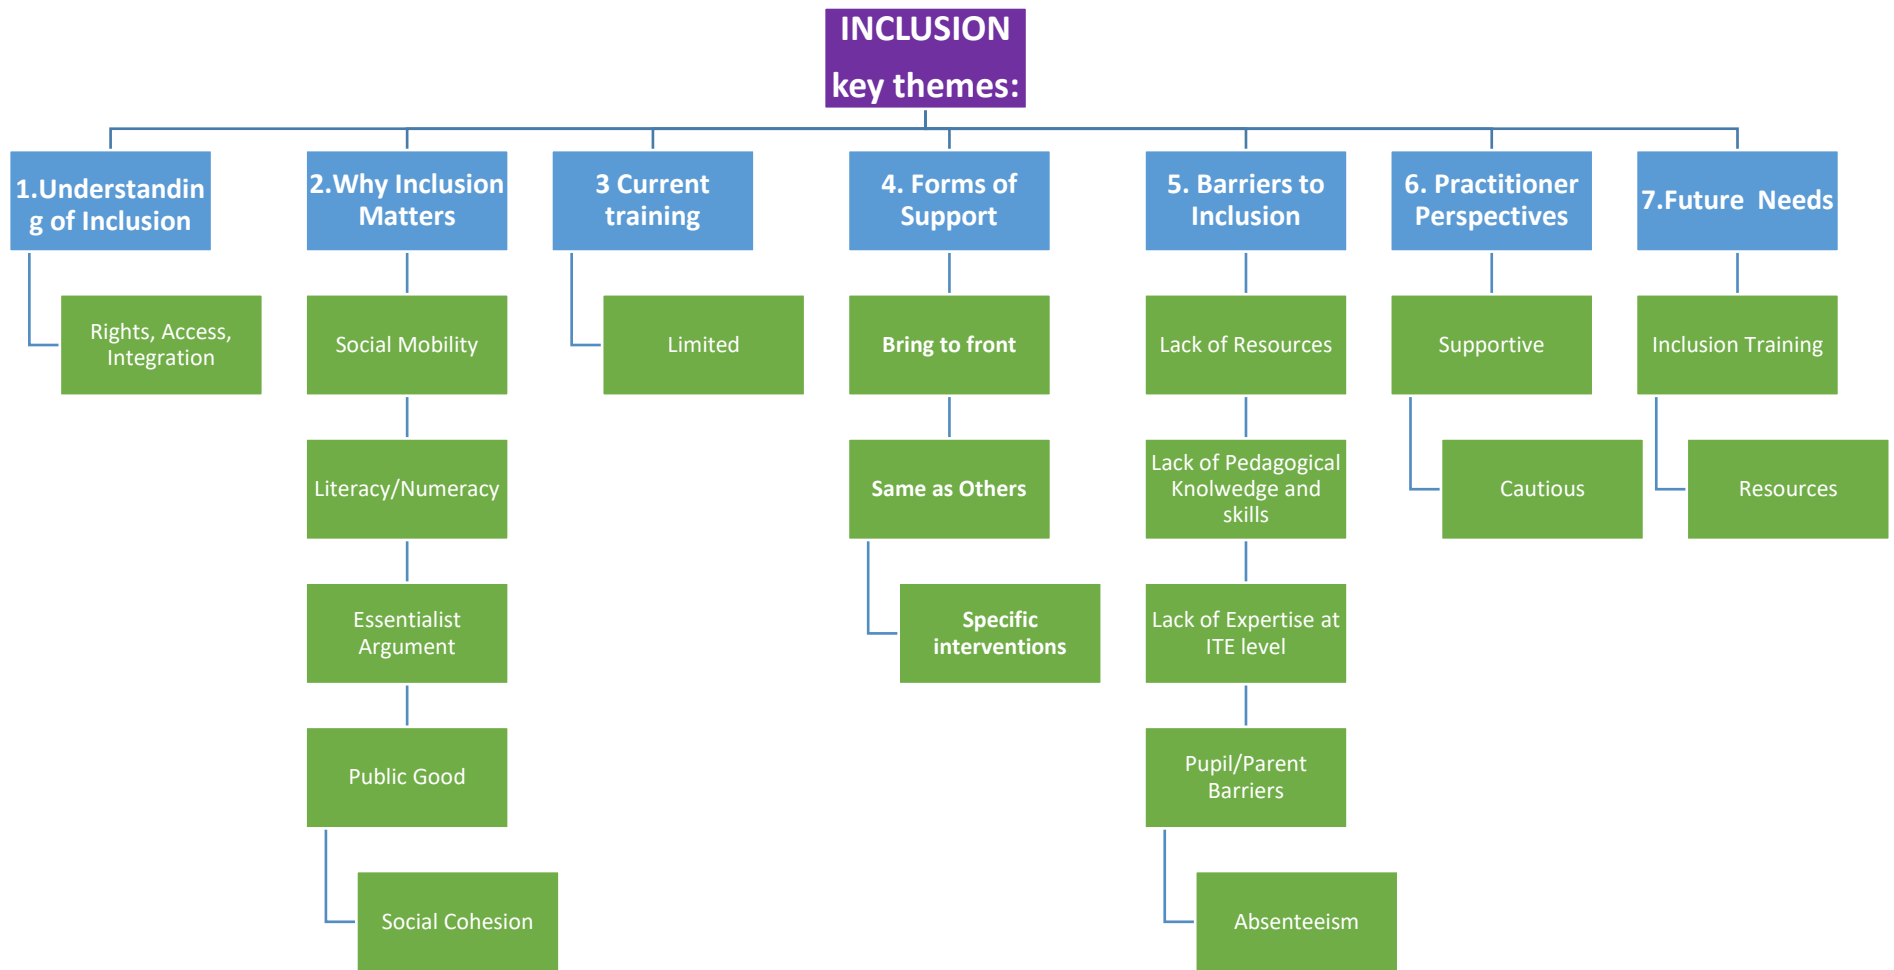 INCLUSION
key themes:
1.Understandin
g of Inclusion
2.Why Inclusion
Matters
3 Current
training
4. Forms of
Support
5. Barriers to
Inclusion
6. Practitioner
Perspectives
7.Future  Needs
Rights, Access,
Integration
Social Mobility
Literacy/Numeracy
Essentialist
Argument
Public Good
Social Cohesion
Limited
Bring to front
Same as Others
Specific
interventions
Lack of Resources
Lack of Pedagogical
Knolwedge and
skills
Lack of Expertise at
ITE level
Pupil/Parent
Barriers
Absenteeism
Supportive
Cautious
Inclusion Training
Resources